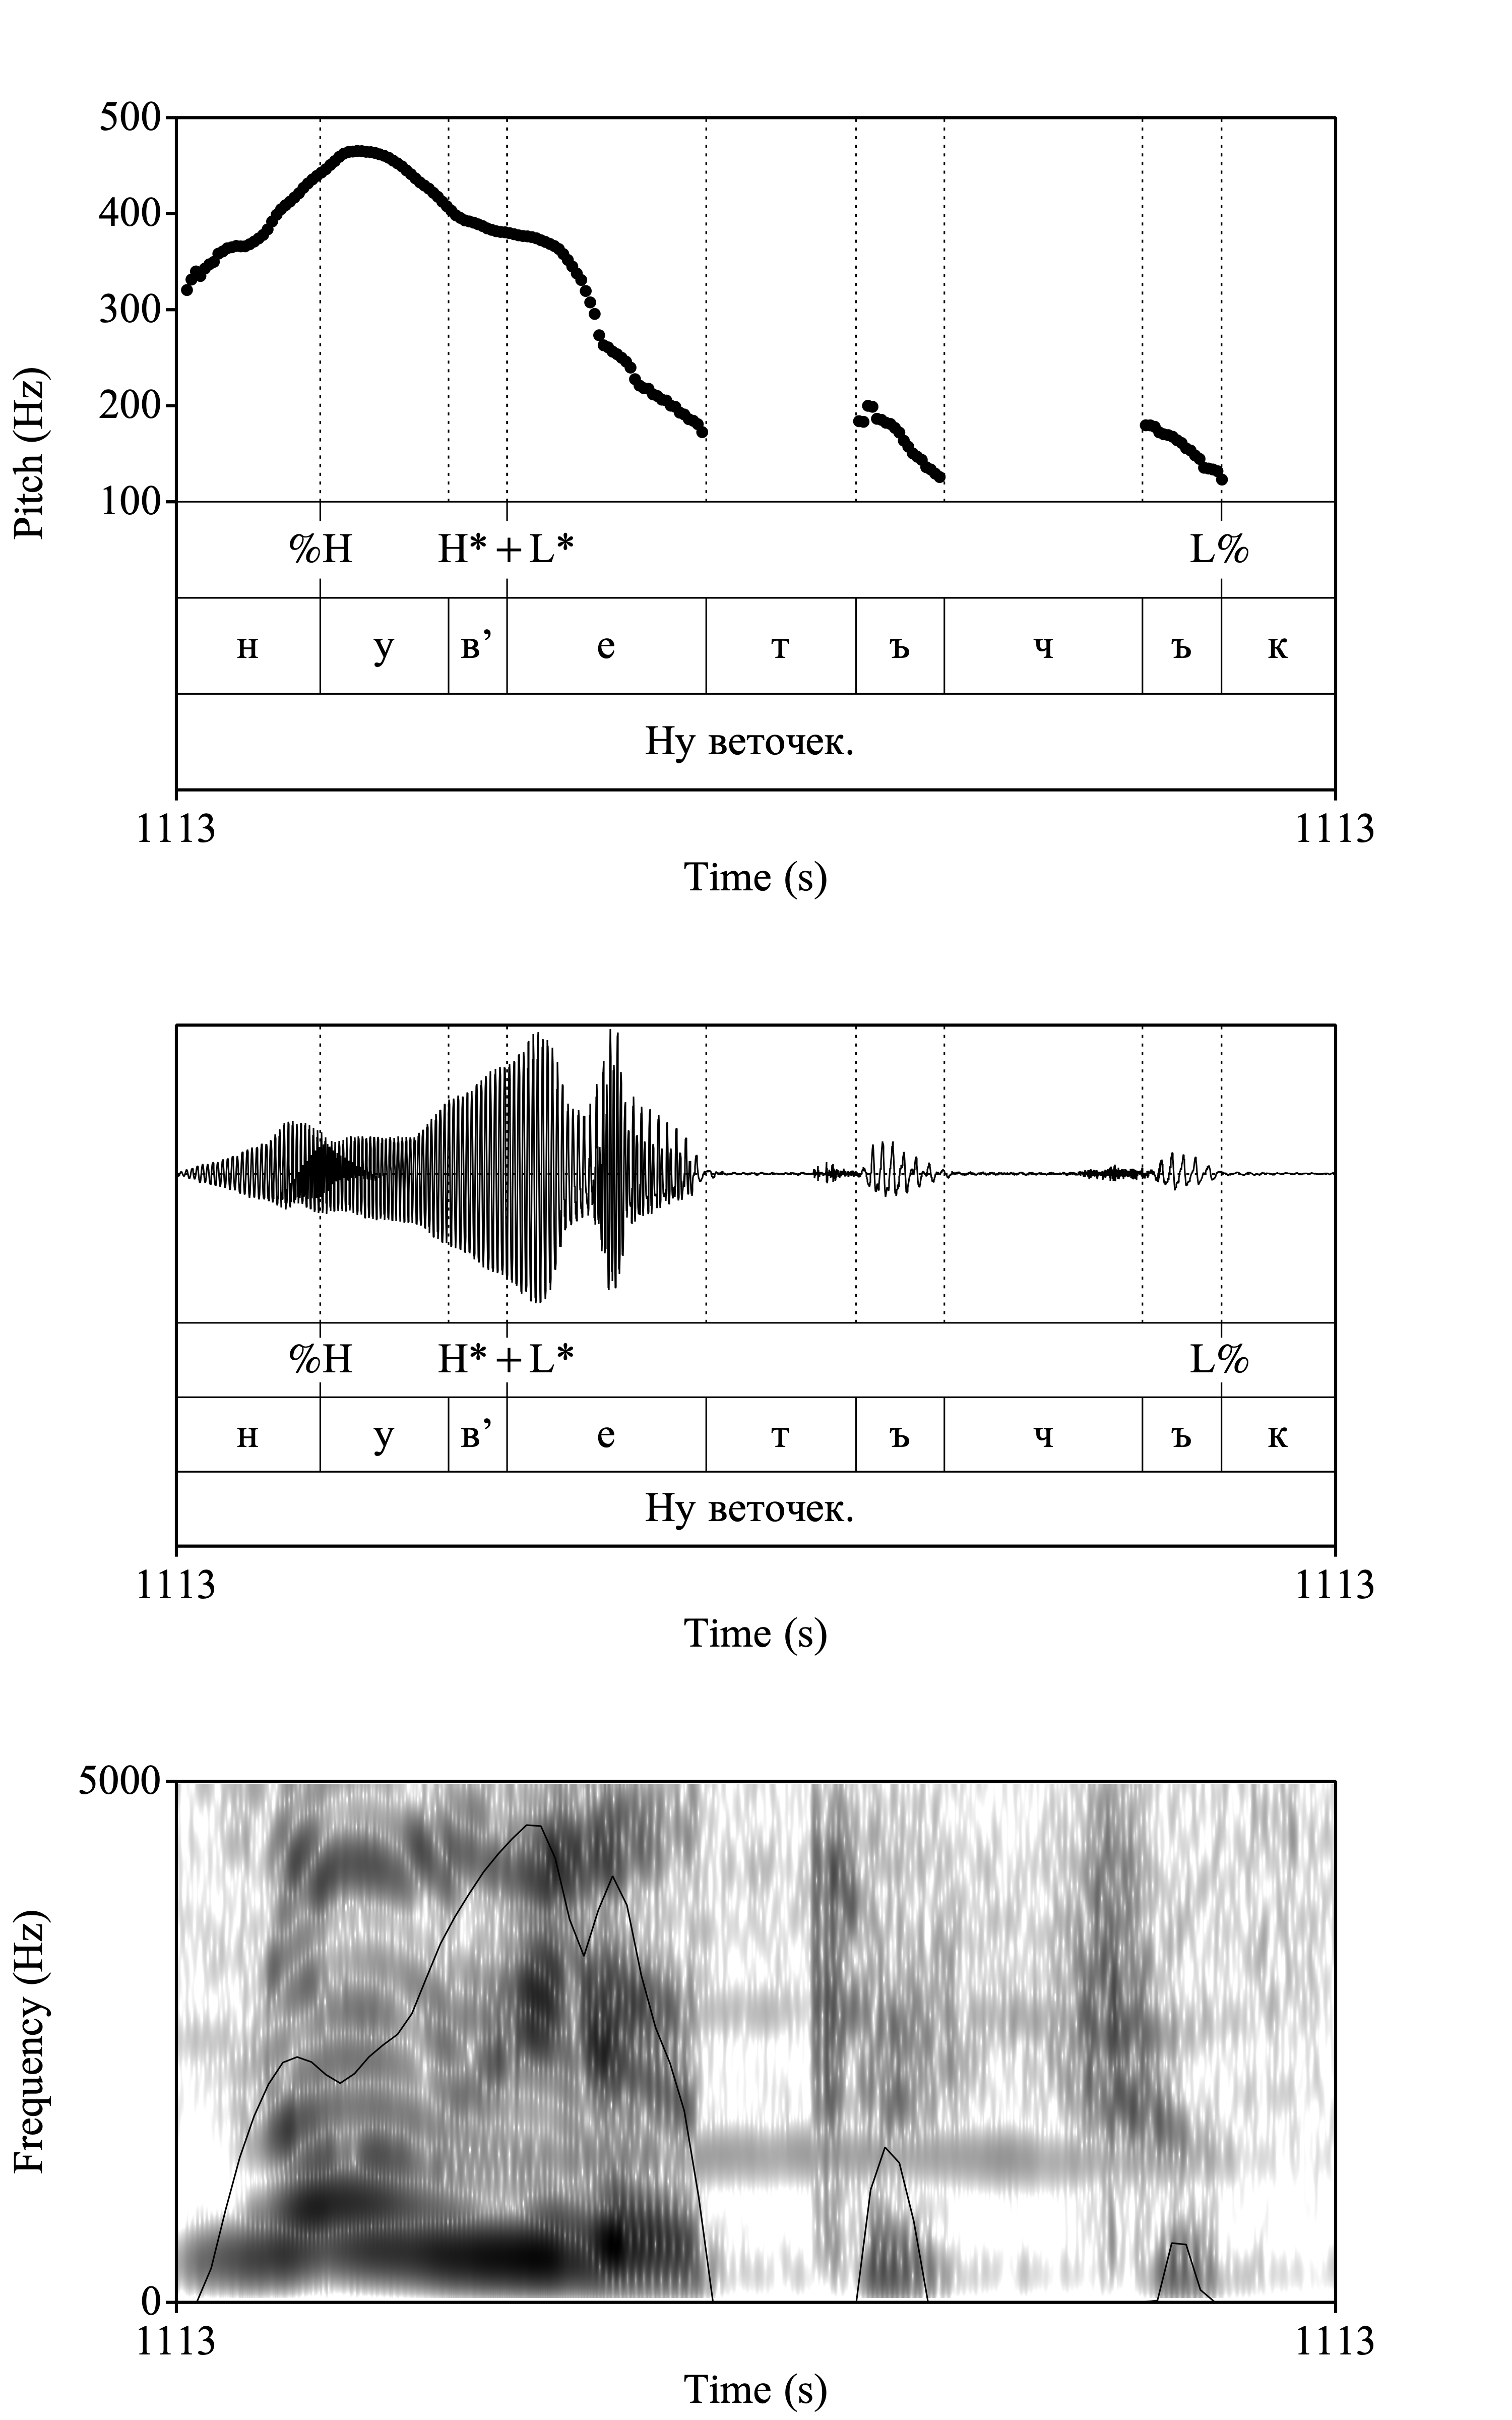 500
400
300
200
100
Pitch (Hz)
%H H* + L* L%
н у в’ е т ъ ч ъ к
Ну веточек.
1113 1113
Time (s)
%H H* + L* L%
н у в’ е т ъ ч ъ к
Ну веточек.
1113 1113
Time (s)
5000
Frequency (Hz)
0
1113 1113
Time (s)